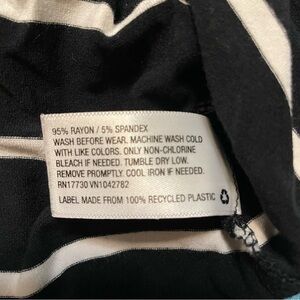 95% RAYON / 5% SPANDEX
WASH BEFORE WEAR. MACHINE WASH COLD
WITH LIKE COLORS. ONLY NON-CHLORINE
BLEACH IF NEEDED. TUMBLE DRY LOW.
REMOVE PROMPTLY. COOL IRON IF NEEDED.
RN17730 VN1042782
LABEL MADE FROM 100% RECYCLED PLASTIC